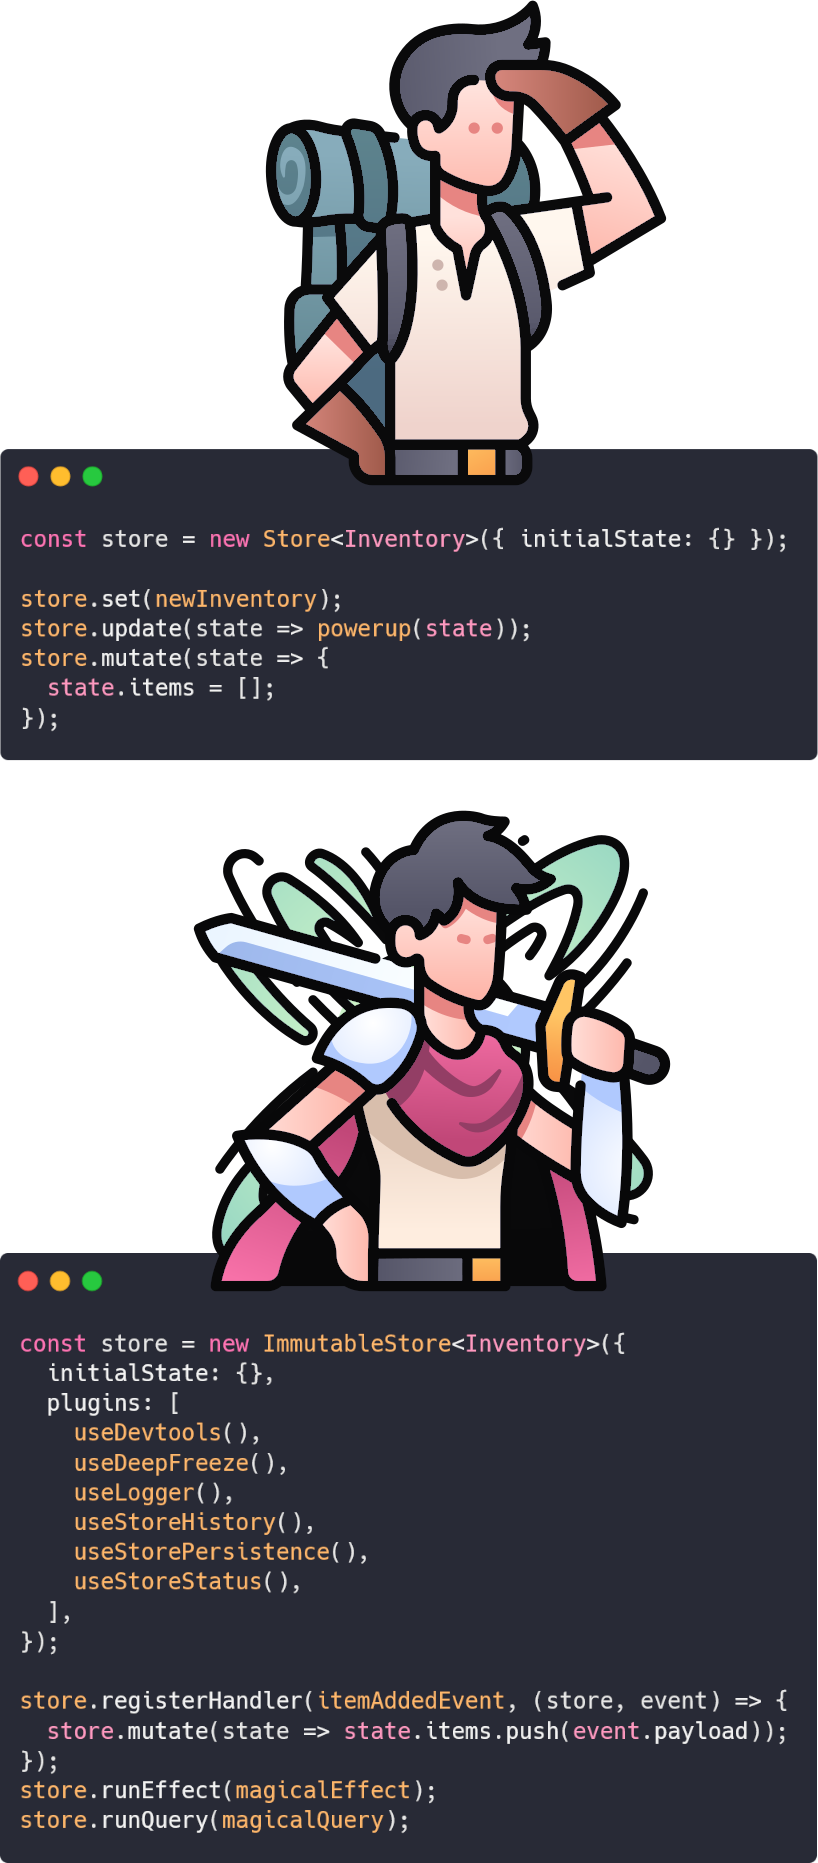 const store = new Store<Inventory>({ initialState: {} });
store.set(newInventory);
store.update(state => powerup(state));
store.mutate(state => {
  state.items = [];
});
const store = new ImmutableStore<Inventory>({
  initialState: {},
  plugins: [
    useDevtools(),
    useDeepFreeze(),
    useLogger(),
    useStoreHistory(),
    useStorePersistence(),
    useStoreStatus(),
  ],
});
store.registerHandler(itemAddedEvent, (store, event) => {
  store.mutate(state => state.items.push(event.payload));
});
store.runEffect(magicalEffect);
store.runQuery(magicalQuery);